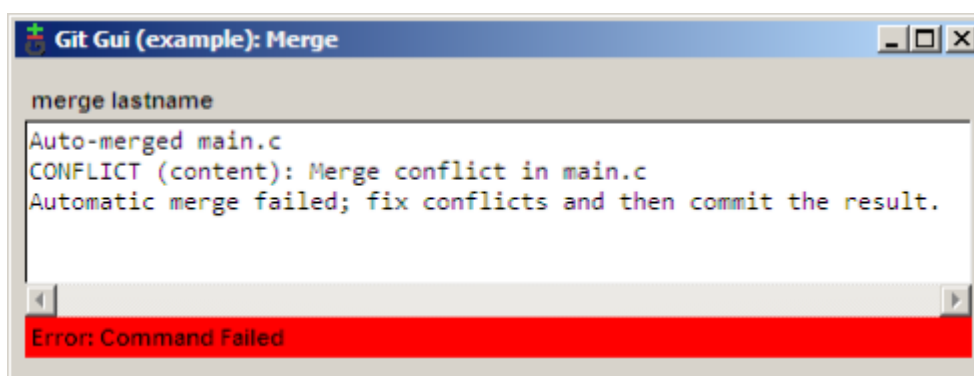 Git Gui (example): Merge
merge lastname
Auto-merged main.c
CONFLICT (content): Merge conflict in main.c
Automatic merge failed; fix conflicts and then commit the result.
Error: Command Failed